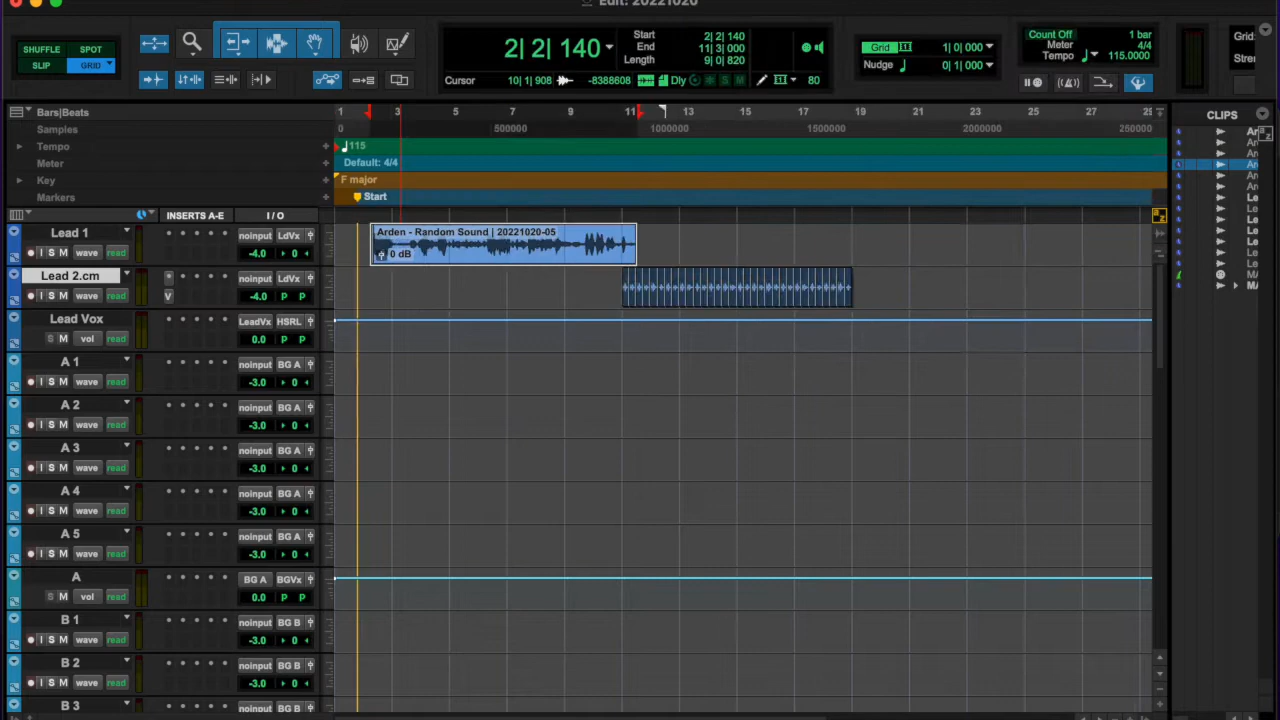 Edit: 20221020
SHUFFLE SPOT
SLIP GRID
2| 2| 140
Start 2| 2| 140
End 11| 3| 000
Length 9| 0| 820
Cursor 10| 1| 908 -8388608 Dly S M 80
Grid 1| 0| 000
Nudge 0| 1| 000
Count Off 1 bar
Meter 4/4
Tempo 115.0000
Grid:
Bars|Beats 1 3 5 7 9 11 13 15 17 19 21 23 25 27
CLIPS
Samples 0 500000 1000000 1500000 2000000 250000
Tempo 115
Meter Default: 4/4
Key F major
Markers Start
INSERTS A-E I / O
Lead 1 noinput LdVx
I S M wave read -4.0 0
Arden - Random Sound | 20221020-05
0 dB
Lead 2.cm noinput LdVx
I S M wave read V -4.0 P P
Lead Vox LeadVx HSRL
S M vol read 0.0 P P
A 1 noinput BG A
I S M wave read -3.0 0
A 2 noinput BG A
I S M wave read -3.0 0
A 3 noinput BG A
I S M wave read -3.0 0
A 4 noinput BG A
I S M wave read -3.0 0
A 5 noinput BG A
I S M wave read -3.0 0
A BG A BGVx
S M vol read 0.0 P P
B 1 noinput BG B
I S M wave read -3.0 0
B 2 noinput BG B
I S M wave read -3.0 0
B 3 noinput BG B